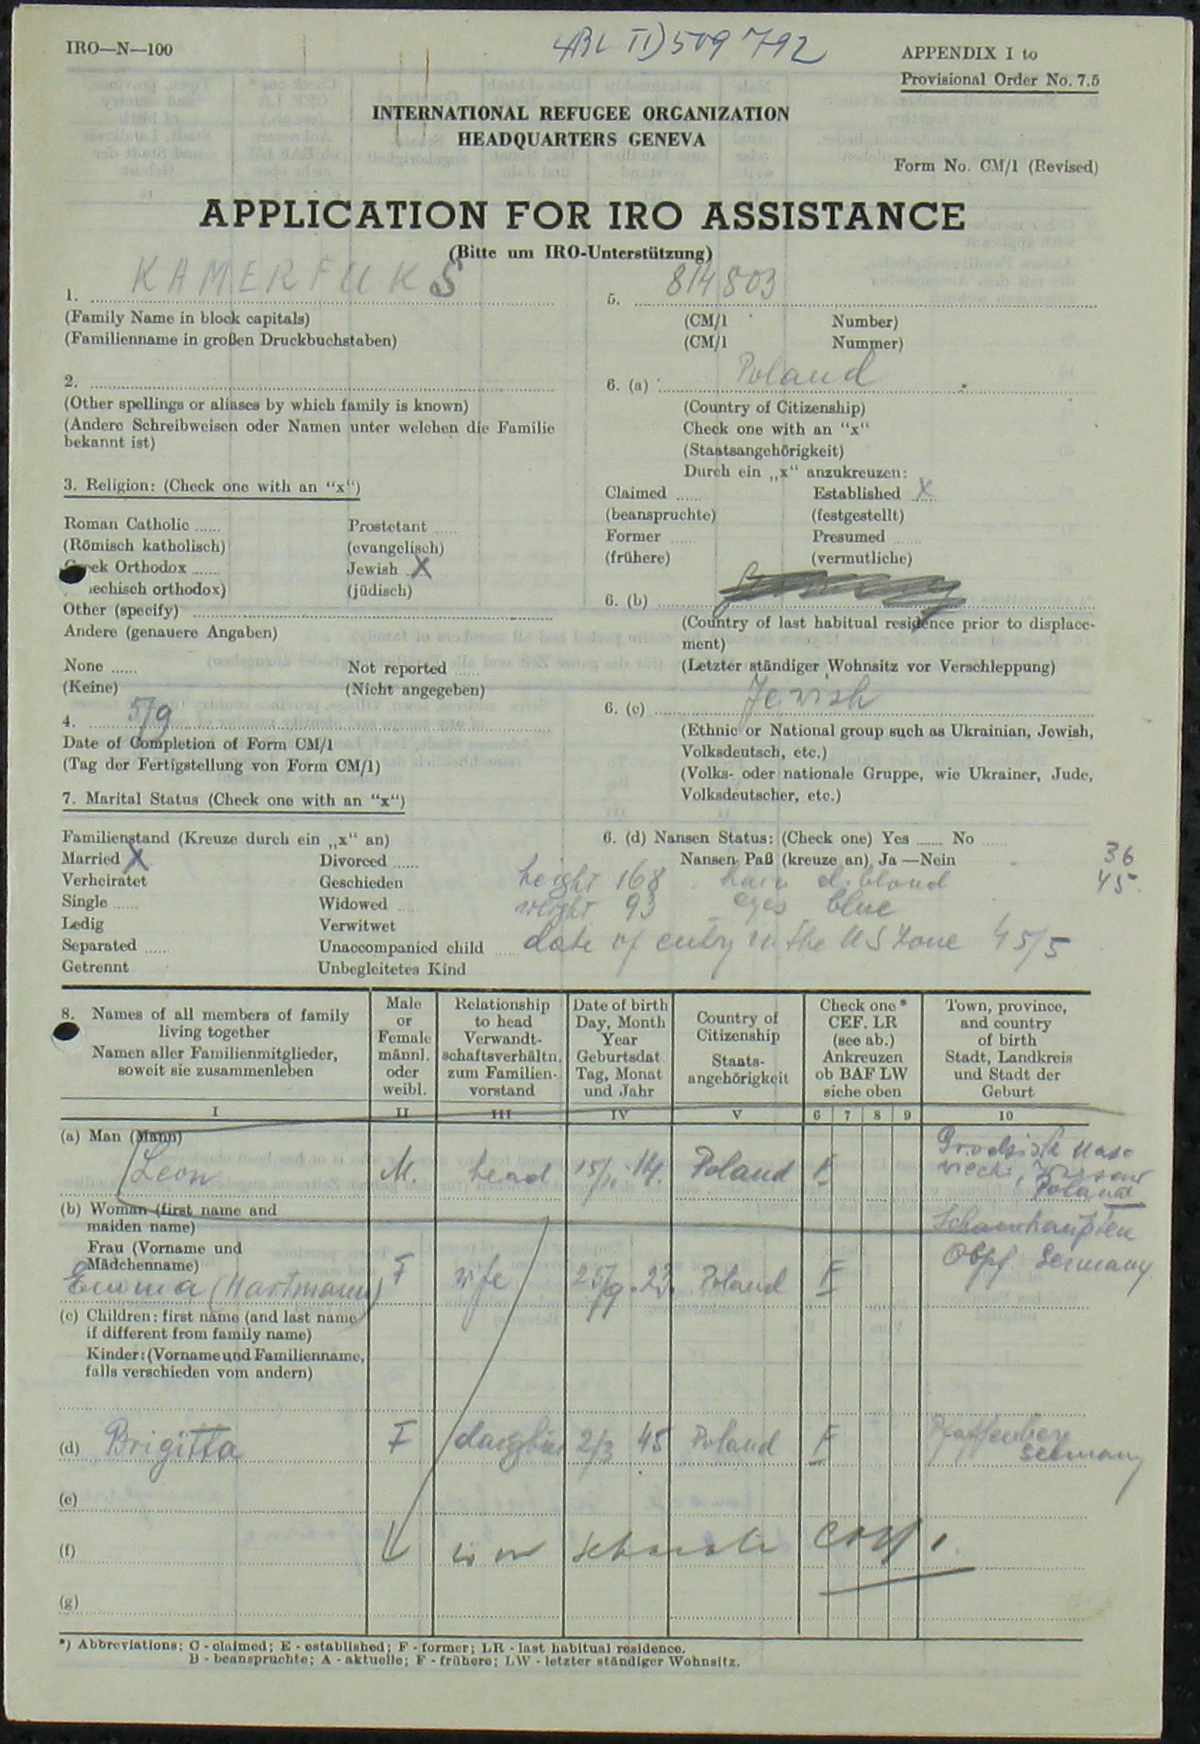 IRO—N—100
509 792
APPENDIX I to
Provisional Order No. 7.5
INTERNATIONAL REFUGEE ORGANIZATION
HEADQUARTERS GENEVA
Form No. CM/1 (Revised)
APPLICATION FOR IRO ASSISTANCE
(Bitte um IRO-Unterstützung)
1. KAMERFUKS
(Family Name in block capitals)
(Familienname in großen Druckbuchstaben)
2.
(Other spellings or aliases by which family is known)
(Andere Schreibweisen oder Namen unter welchen die Familie
bekannt ist)
3. Religion: (Check one with an “x“)
Roman Catholic ...... Prostetant .....
(Römisch katholisch) (evangelisch)
ek Orthodox ...... Jewish X
iechisch orthodox) (jüdisch)
Other (specify)
Andere (genauere Angaben)
None ...... Not reported ......
(Keine) (Nicht angegeben)
4. 5/9
Date of Completion of Form CM/1
(Tag der Fertigstellung von Form CM/1)
7. Marital Status (Check one with an “x“)
Familienstand (Kreuze durch ein „x“ an)
Married X Divorced .....
Verheiratet Geschieden
Single ...... Widowed ....
Ledig Verwitwet
Separated ..... Unaccompanied child .....
Getrennt Unbegleitetes Kind
5. 814803
(CM/1 Number)
(CM/1 Nummer)
6. (a) Poland
(Country of Citizenship)
Check one with an “x“
(Staatsangehörigkeit)
Durch ein „x“ anzukreuzen:
Claimed ...... Established X
(beanspruchte) (festgestellt)
Former ...... Presumed .....
(frühere) (vermutliche)
6. (b)
(Country of last habitual residence prior to displace-
ment)
(Letzter ständiger Wohnsitz vor Verschleppung)
6. (c) Jewish
(Ethnic or National group such as Ukrainian, Jewish,
Volksdeutsch, etc.)
(Volks- oder nationale Gruppe, wie Ukrainer, Jude,
Volksdeutscher, etc.)
6. (d) Nansen Status: (Check one) Yes ...... No .....
Nansen Paß (kreuze an) Ja —Nein
36
45
height 168 hair d. blond
weight 93 eyes blue
date of entry in the US Zone 45/5
8. Names of all members of family
living together
Namen aller Familienmitglieder,
soweit sie zusammenleben
Male
or
Female
männl.
oder
weibl.
Relationship
to head
Verwandt-
schaftsverhältn.
zum Familien-
vorstand
Date of birth
Day, Month
Year
Geburtsdat.
Tag, Monat
und Jahr
Country of
Citizenship
Staats-
angehörigkeit
Check one*
CEF. LR
(see ab.)
Ankreuzen
ob BAF LW
siehe oben
Town, province,
and country
of birth
Stadt, Landkreis
und Stadt der
Geburt
I II III IV V 6 7 8 9 10
(a) Man (Mann)
Leon M. head 15/1. 14. Poland E
Poland
(b) Woman (first name and
maiden name)
Frau (Vorname und
Mädchenname)
Emma (Hartmann) F wife 25/9. 23. Poland E
Schamhaupten
Obpf. Germany
(c) Children: first name (and last name
if different from family name)
Kinder: (Vorname und Familienname,
falls verschieden vom andern)
(d) Brigitta F daughter 2/3 45 Poland E
Pfaffenberg
Germany
(e)
(f) is on separate
(g)
*) Abbreviations: C - claimed; E - established; F - former; LR - last habitual residence.
B - beanspruchte; A - aktuelle; F - frühere; LW - letzter ständiger Wohnsitz.